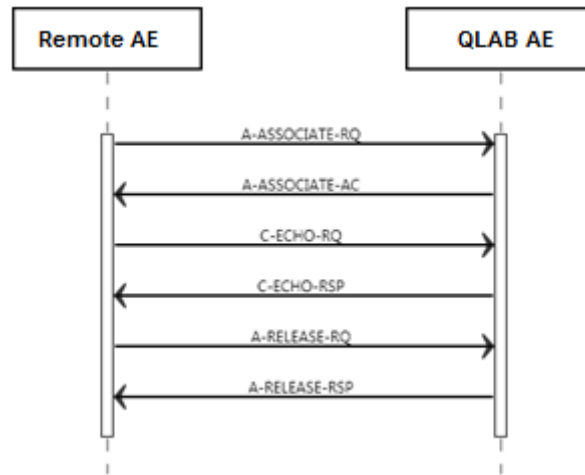 Remote AE
QLAB AE
A-ASSOCIATE-RQ
A-ASSOCIATE-AC
C-ECHO-RQ
C-ECHO-RSP
A-RELEASE-RQ
A-RELEASE-RSP